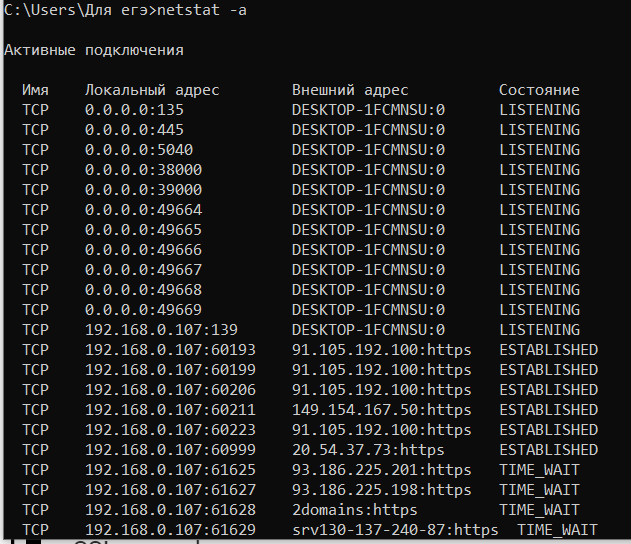 C:\Users\Для егэ>netstat -a
Активные подключения
Имя Локальный адрес Внешний адрес Состояние
TCP 0.0.0.0:135 DESKTOP-1FCMNSU:0 LISTENING
TCP 0.0.0.0:445 DESKTOP-1FCMNSU:0 LISTENING
TCP 0.0.0.0:5040 DESKTOP-1FCMNSU:0 LISTENING
TCP 0.0.0.0:38000 DESKTOP-1FCMNSU:0 LISTENING
TCP 0.0.0.0:39000 DESKTOP-1FCMNSU:0 LISTENING
TCP 0.0.0.0:49664 DESKTOP-1FCMNSU:0 LISTENING
TCP 0.0.0.0:49665 DESKTOP-1FCMNSU:0 LISTENING
TCP 0.0.0.0:49666 DESKTOP-1FCMNSU:0 LISTENING
TCP 0.0.0.0:49667 DESKTOP-1FCMNSU:0 LISTENING
TCP 0.0.0.0:49668 DESKTOP-1FCMNSU:0 LISTENING
TCP 0.0.0.0:49669 DESKTOP-1FCMNSU:0 LISTENING
TCP 192.168.0.107:139 DESKTOP-1FCMNSU:0 LISTENING
TCP 192.168.0.107:60193 91.105.192.100:https ESTABLISHED
TCP 192.168.0.107:60199 91.105.192.100:https ESTABLISHED
TCP 192.168.0.107:60206 91.105.192.100:https ESTABLISHED
TCP 192.168.0.107:60211 149.154.167.50:https ESTABLISHED
TCP 192.168.0.107:60223 91.105.192.100:https ESTABLISHED
TCP 192.168.0.107:60999 20.54.37.73:https ESTABLISHED
TCP 192.168.0.107:61625 93.186.225.201:https TIME_WAIT
TCP 192.168.0.107:61627 93.186.225.198:https TIME_WAIT
TCP 192.168.0.107:61628 2domains:https TIME_WAIT
TCP 192.168.0.107:61629 srv130-137-240-87:https TIME_WAIT